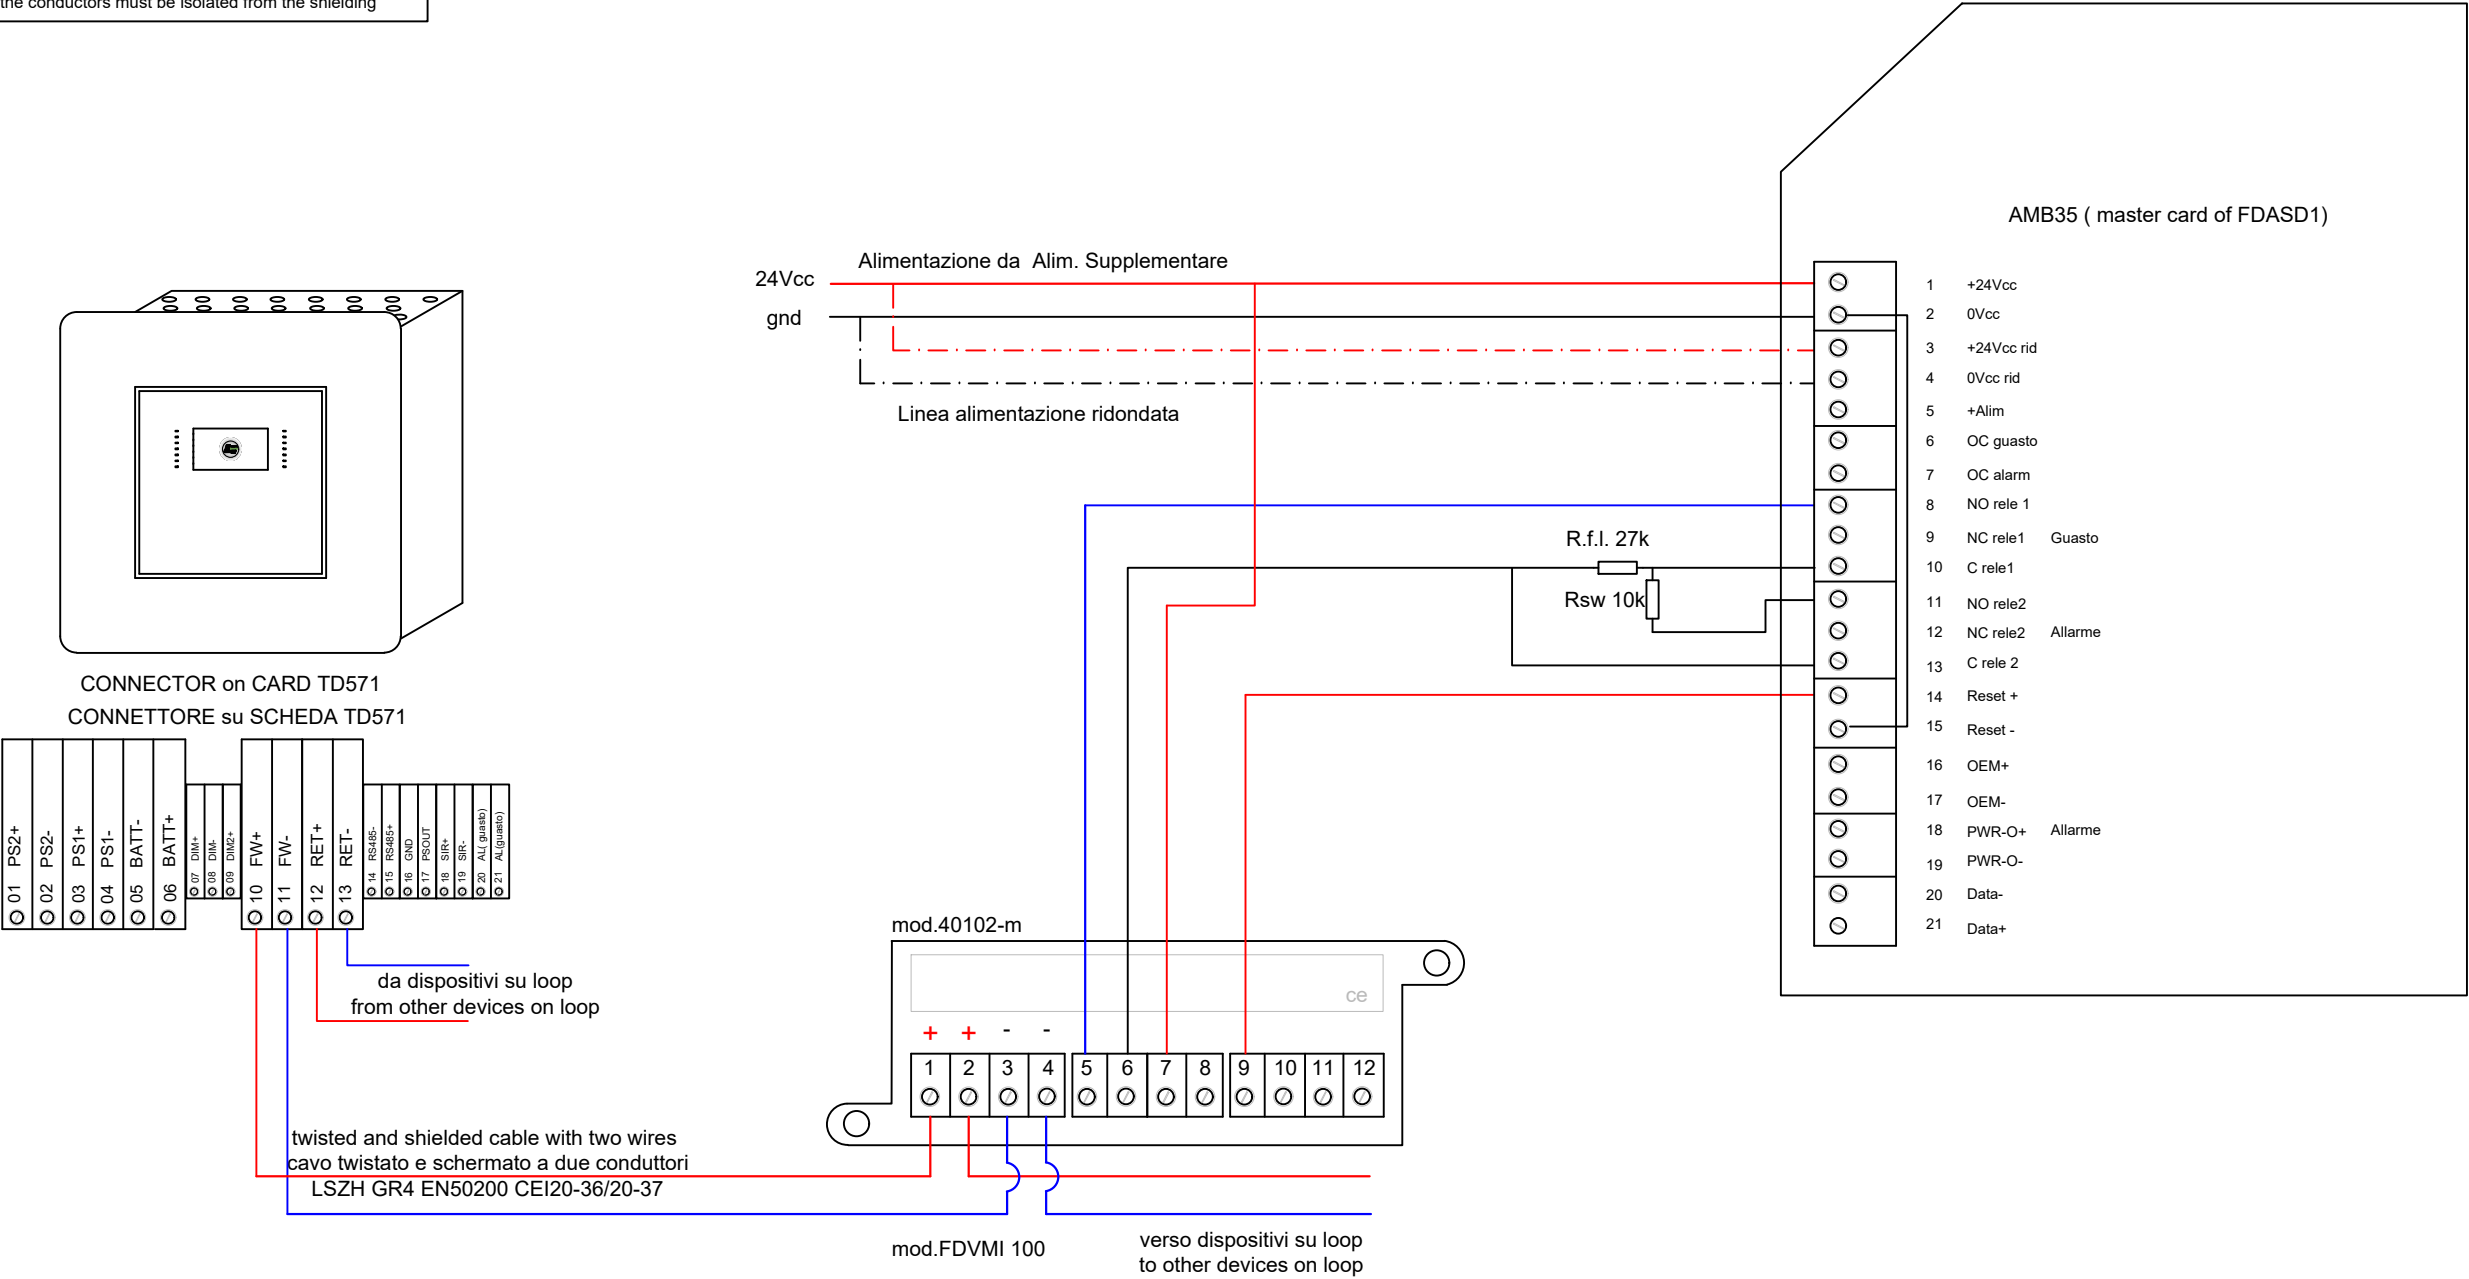 the conductors must be isolated from the shielding
AMB35 ( master card of FDASD1)
Alimentazione da  Alim. Supplementare
24Vcc
gnd
Linea alimentazione ridondata
1 +24Vcc
2 0Vcc
3 +24Vcc rid
4 0Vcc rid
5 +Alim
6 OC guasto
7 OC alarm
8 NO rele 1
9 NC rele1 Guasto
10 C rele1
11 NO rele2
12 NC rele2 Allarme
13 C rele 2
14 Reset +
15 Reset -
16 OEM+
17 OEM-
18 PWR-O+ Allarme
19 PWR-O-
20 Data-
21 Data+
R.f.l. 27k
Rsw 10k
CONNECTOR on CARD TD571
CONNETTORE su SCHEDA TD571
01 PS2+
02 PS2-
03 PS1+
04 PS1-
05 BATT-
06 BATT+
07 DIM+
08 DIM-
09 DIM2+
10 FW+
11 FW-
12 RET+
13 RET-
14 RS485-
15 RS485+
16 GND
17 PSOUT
18 SIR+
19 SIR-
20 AL( guasto)
21 AL(guasto)
da dispositivi su loop
from other devices on loop
mod.40102-m
ce
+ + - -
1 2 3 4 5 6 7 8 9 10 11 12
twisted and shielded cable with two wires
cavo twistato e schermato a due conduttori
LSZH GR4 EN50200 CEI20-36/20-37
mod.FDVMI 100
verso dispositivi su loop
to other devices on loop